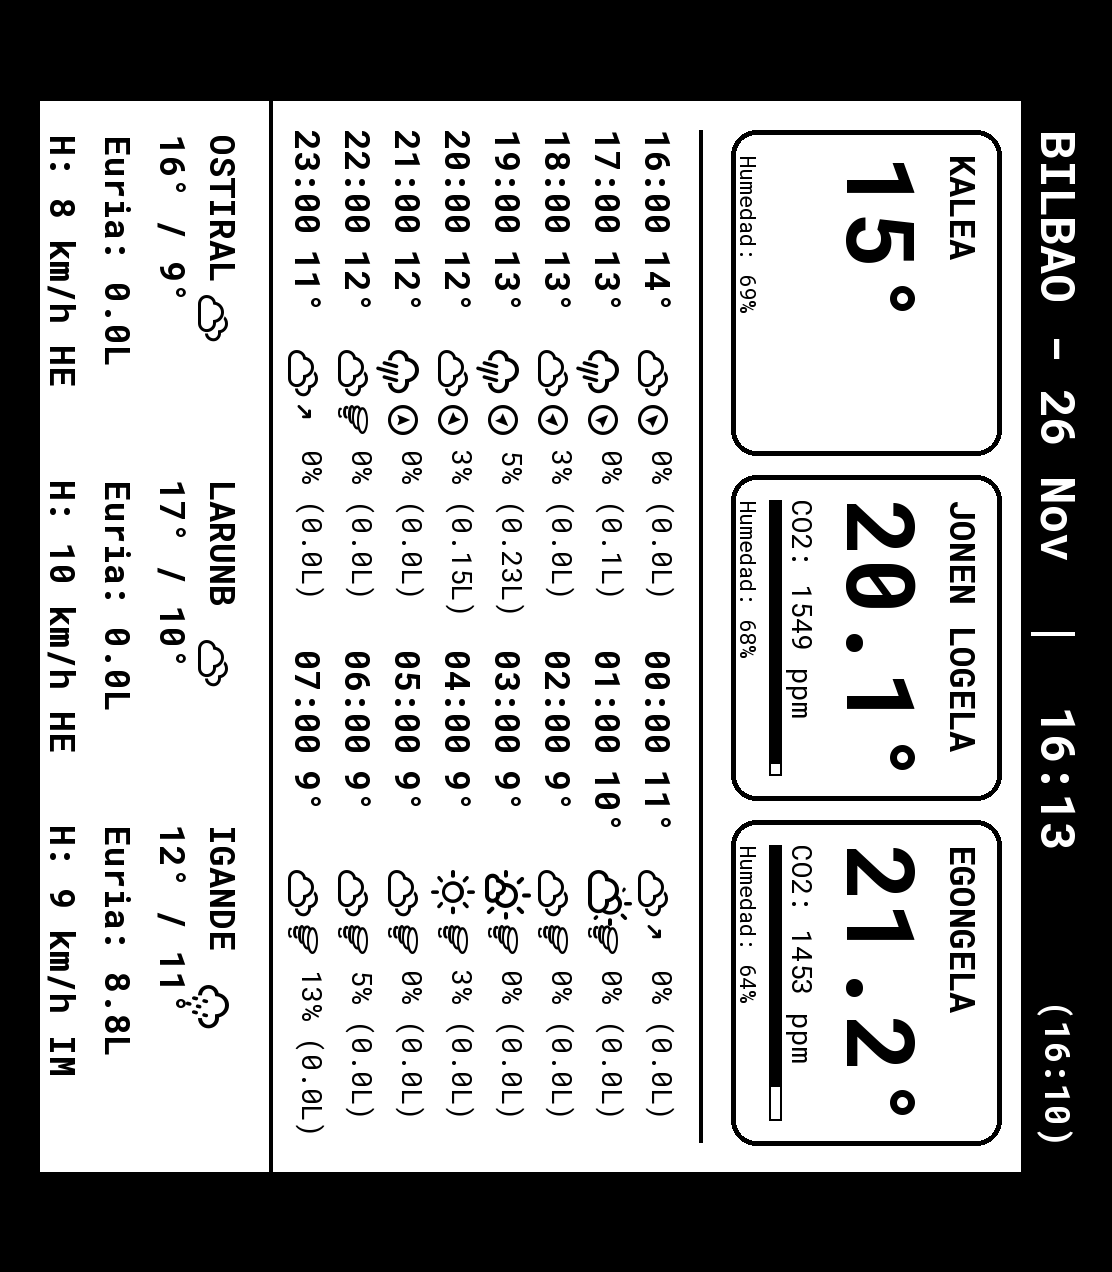 BILBAO - 26 Nov | 16:13 (16:10)
KALEA
15°
Humedad: 69%
JONEN LOGELA
20.1°
CO2: 1549 ppm
Humedad: 68%
EGONGELA
21.2°
CO2: 1453 ppm
Humedad: 64%
16:00 14° 0% (0.0L)
17:00 13° 0% (0.1L)
18:00 13° 3% (0.0L)
19:00 13° 5% (0.23L)
20:00 12° 3% (0.15L)
21:00 12° 0% (0.0L)
22:00 12° 0% (0.0L)
23:00 11° 0% (0.0L)
00:00 11° 0% (0.0L)
01:00 10° 0% (0.0L)
02:00 9° 0% (0.0L)
03:00 9° 0% (0.0L)
04:00 9° 3% (0.0L)
05:00 9° 0% (0.0L)
06:00 9° 5% (0.0L)
07:00 9° 13% (0.0L)
OSTIRAL
16° / 9°
Euria: 0.0L
H: 8 km/h HE
LARUNB
17° / 10°
Euria: 0.0L
H: 10 km/h HE
IGANDE
12° / 11°
Euria: 8.8L
H: 9 km/h IM